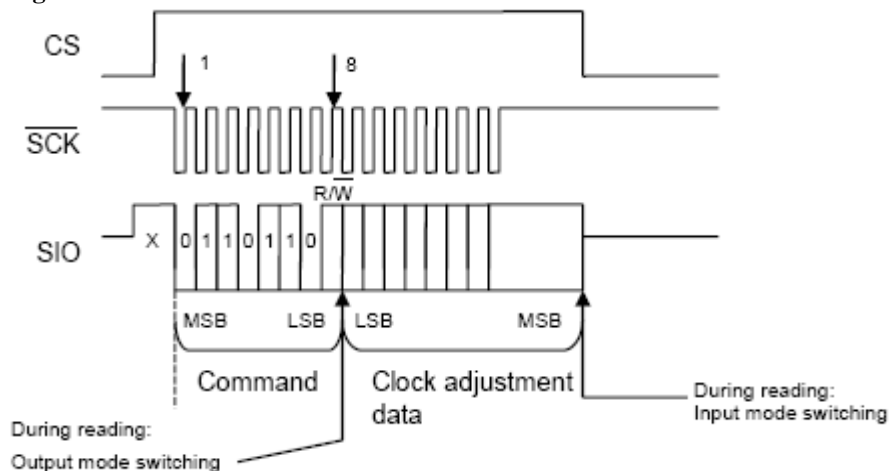 CS
1
8
SCK
R/W
SIO
X 0 1 1 0 1 1 0
MSB LSB LSB MSB
Command
Clock adjustment
data
During reading:
Input mode switching
During reading:
Output mode switching